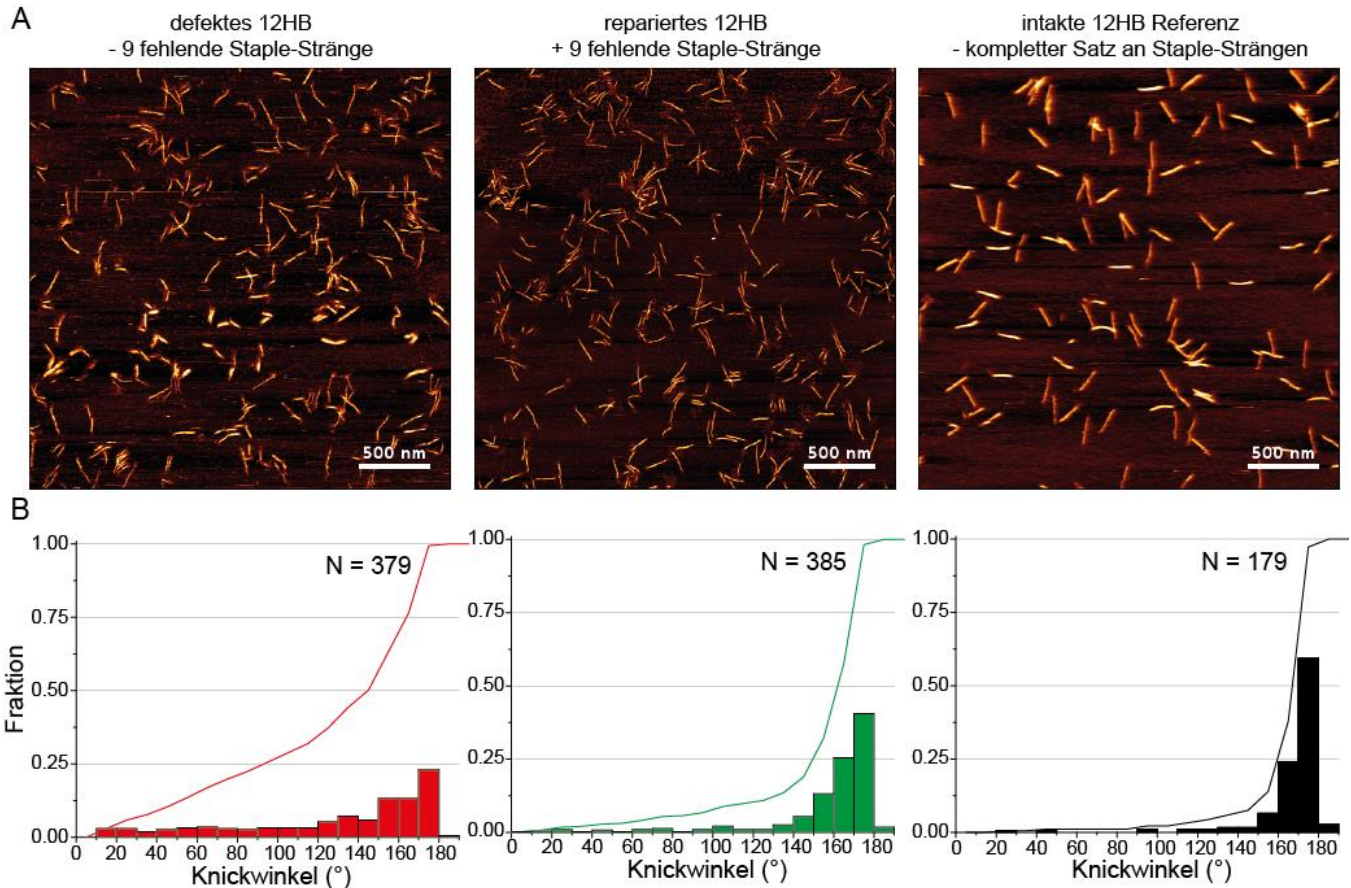 A
defektes 12HB
- 9 fehlende Staple-Stränge
repariertes 12HB
+ 9 fehlende Staple-Stränge
intakte 12HB Referenz
- kompletter Satz an Staple-Strängen
500 nm
500 nm
500 nm
B
Fraktion
1.00
0.75
0.50
0.25
0.00
N = 379
0 20 40 60 80 100 120 140 160 180
Knickwinkel (°)
1.00
0.75
0.50
0.25
0.00
N = 385
0 20 40 60 80 100 120 140 160 180
Knickwinkel (°)
1.00
0.75
0.50
0.25
0.00
N = 179
0 20 40 60 80 100 120 140 160 180
Knickwinkel (°)